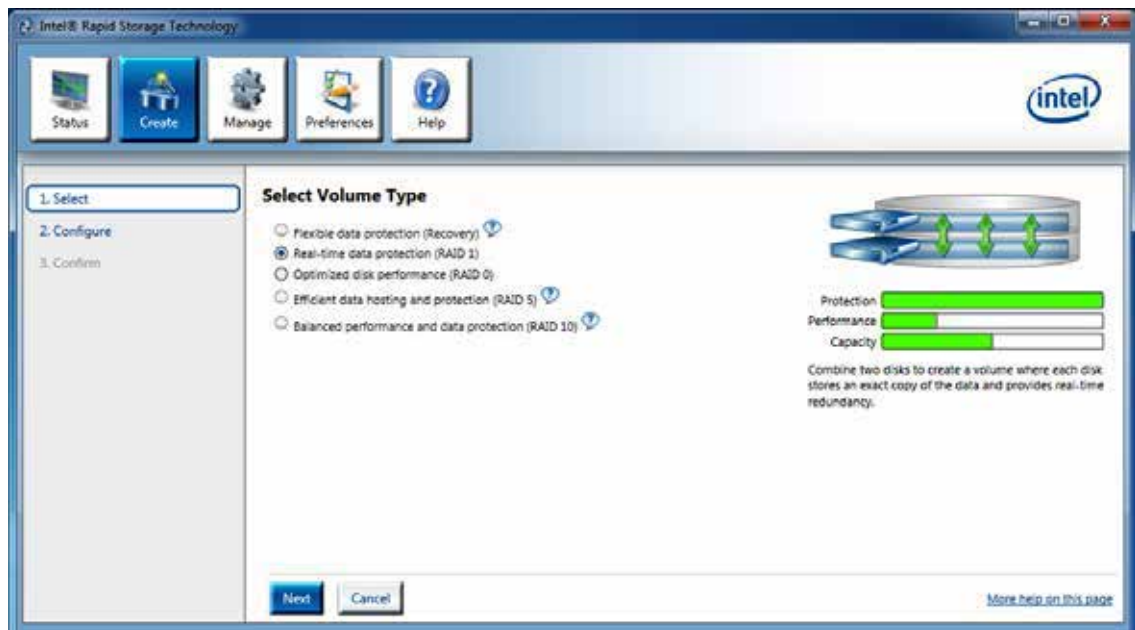 Intel® Rapid Storage Technology
Status
Create
Manage
Preferences
Help
intel
1. Select
2. Configure
3. Confirm
Select Volume Type
Flexible data protection (Recovery) ?
Real-time data protection (RAID 1)
Optimized disk performance (RAID 0)
Efficient data hosting and protection (RAID 5) ?
Balanced performance and data protection (RAID 10) ?
Protection
Performance
Capacity
Combine two disks to create a volume where each disk
stores an exact copy of the data and provides real-time
redundancy.
Next
Cancel
More help on this page